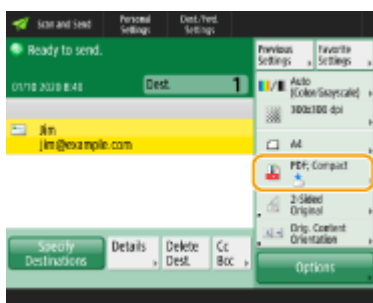 Scan and Send
Personal
Settings
Dest./Fwd.
Settings
Ready to send.
01/10 2020 8:40
Dest.
1
Jim
jim@example.com
Specify
Destinations
Details
Delete
Dest.
Cc
Bcc
Previous
Settings
Favorite
Settings
Auto
(Color/Grayscale)
300x300 dpi
A4
PDF; Compact
2-Sided
Original
Orig. Content
Orientation
Options